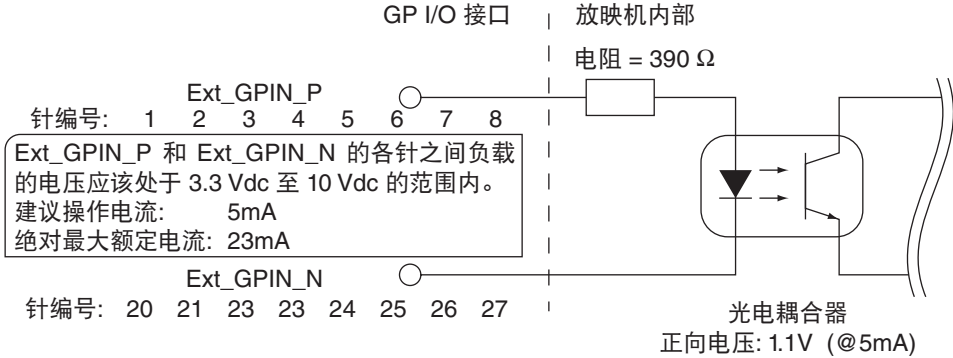 GP I/O 接口
放映机内部
电阻 = 390 Ω
Ext_GPIN_P
针编号: 1 2 3 4 5 6 7 8
Ext_GPIN_P 和 Ext_GPIN_N 的各针之间负载
的电压应该处于 3.3 Vdc 至 10 Vdc 的范围内。
建议操作电流: 5mA
绝对最大额定电流: 23mA
Ext_GPIN_N
针编号: 20 21 23 23 24 25 26 27
光电耦合器
正向电压: 1.1V (@5mA)